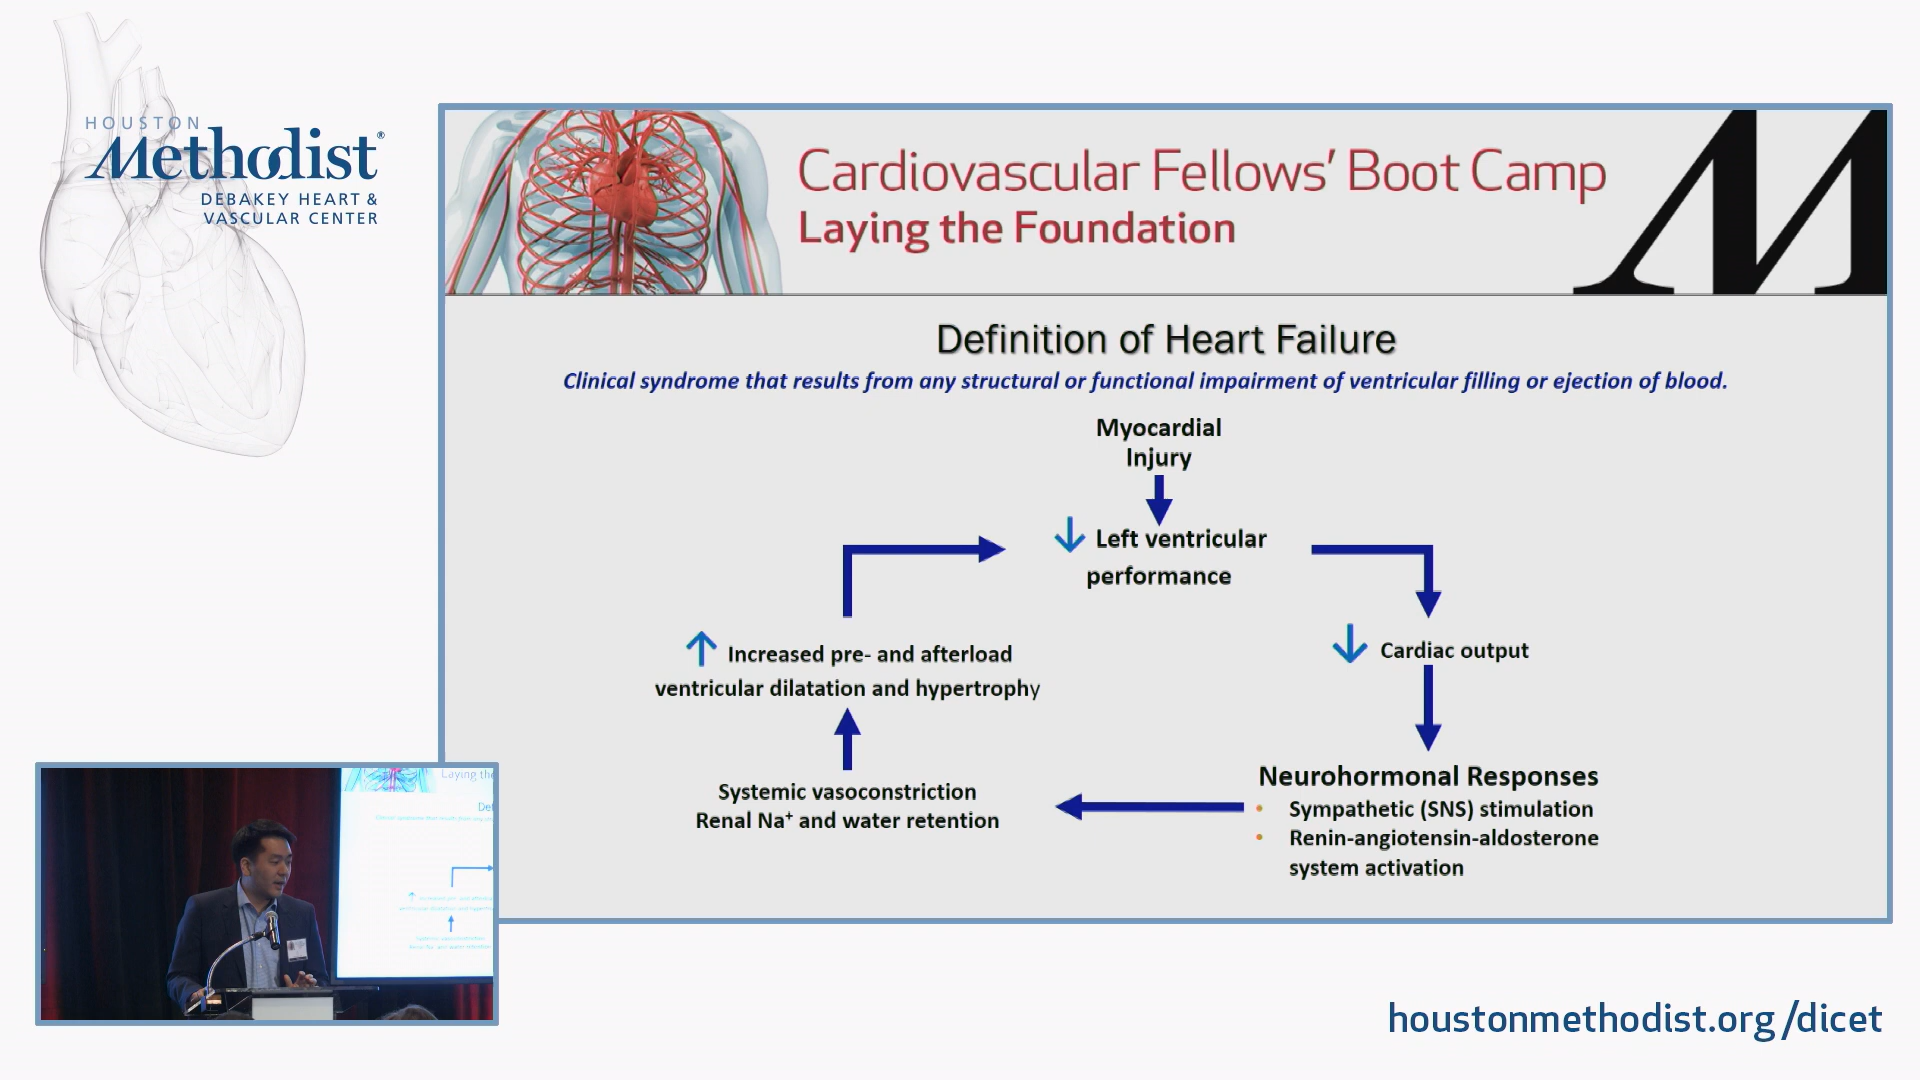 HOUSTON
Methodist®
DEBAKEY HEART &
VASCULAR CENTER
Cardiovascular Fellows' Boot Camp
Laying the Foundation
M
Definition of Heart Failure
Clinical syndrome that results from any structural or functional impairment of ventricular filling or ejection of blood.
Myocardial
Injury
↓ Left ventricular
performance
↑ Increased pre- and afterload
ventricular dilatation and hypertrophy
↓ Cardiac output
Systemic vasoconstriction
Renal Na⁺ and water retention
Neurohormonal Responses
• Sympathetic (SNS) stimulation
• Renin-angiotensin-aldosterone
system activation
Laying the
houstonmethodist.org/dicet